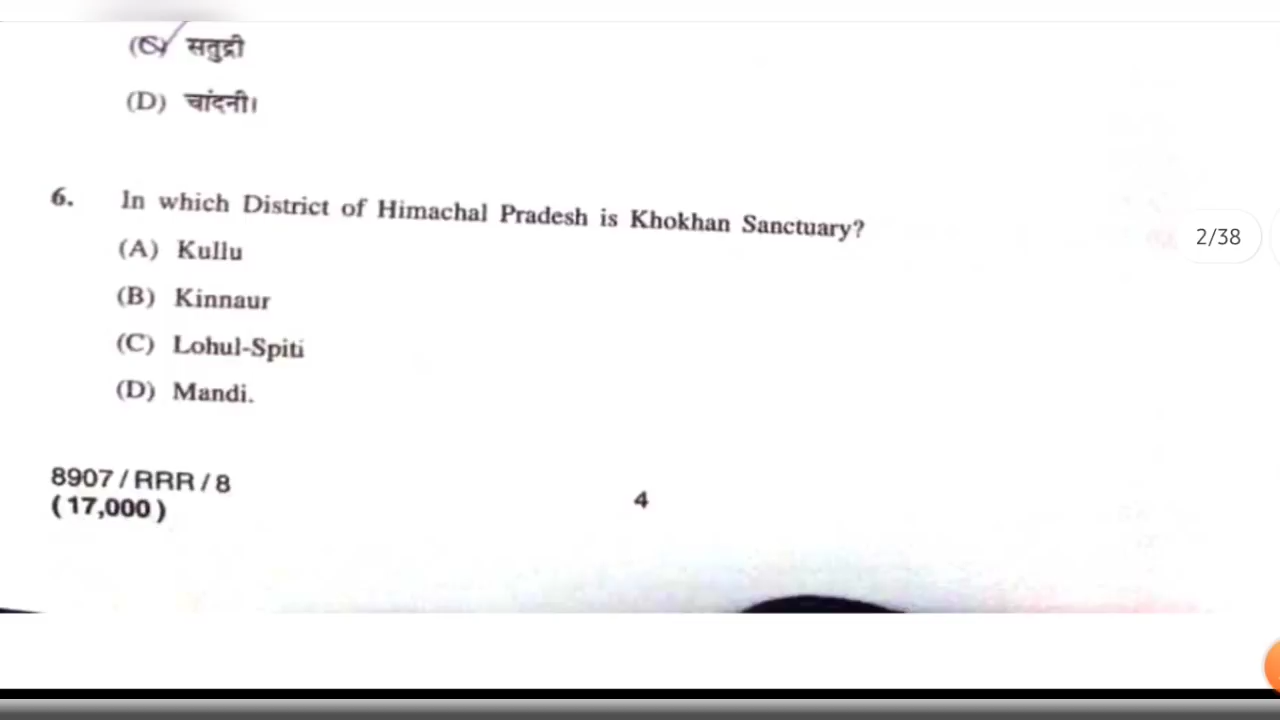 (C) सतुद्री
(D) चांदनी।
6. In which District of Himachal Pradesh is Khokhan Sanctuary?
(A) Kullu
(B) Kinnaur
(C) Lohul-Spiti
(D) Mandi.
2/38
8907 / RRR / 8
(17,000)
4